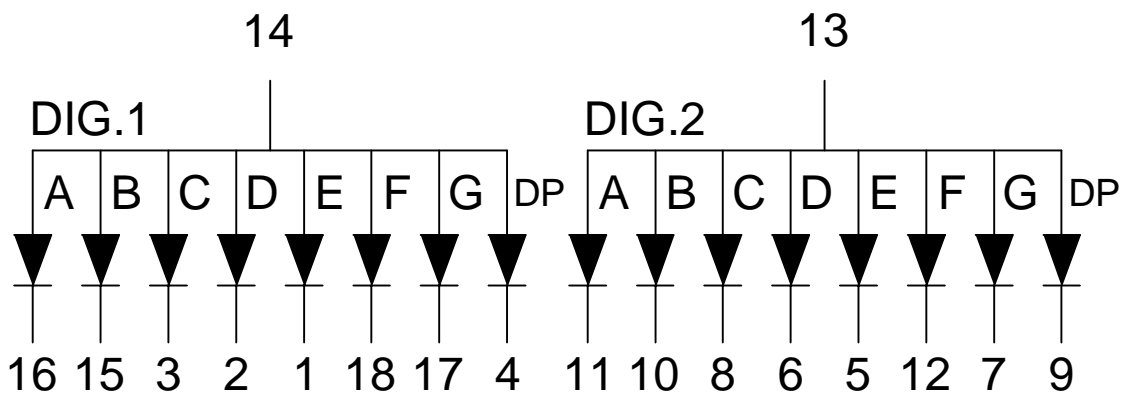 14 13
DIG.1 DIG.2
A B C D E F G DP A B C D E F G DP
16 15 3 2 1 18 17 4 11 10 8 6 5 12 7 9